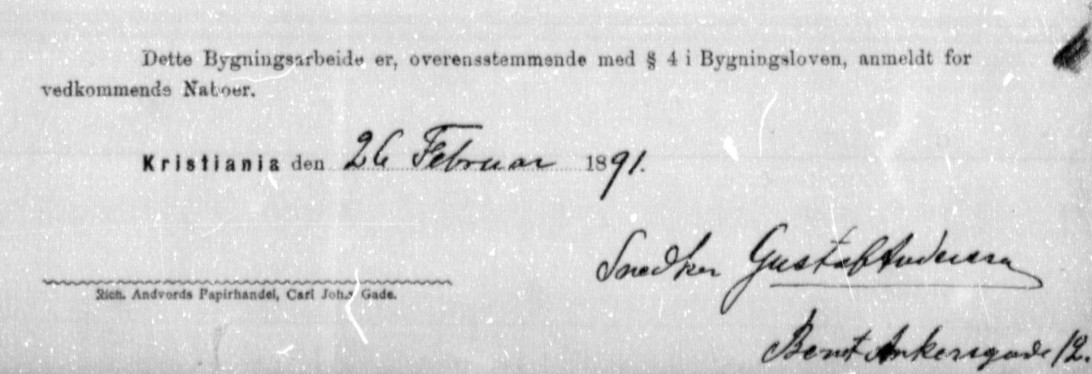 Dette Bygningsarbeide er, overensstemmende med § 4 i Bygningsloven, anmeldt for
vedkommende Naboer.
Kristiania den 26 Februar 1891.
Snedker Gustaf Andersen
Rich. Andvords Papirhandel, Carl Johs Gade.
Bernt Ankersgade 12.